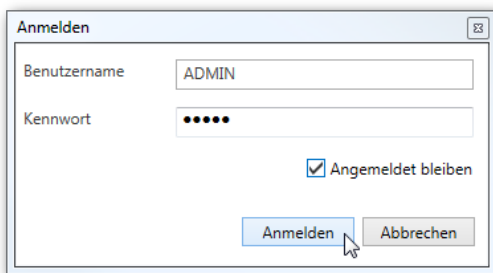 Anmelden
Benutzername ADMIN
Kennwort •••••
Angemeldet bleiben
Anmelden Abbrechen